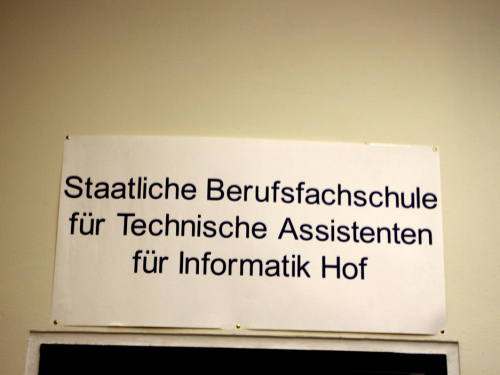 Staatliche Berufsfachschule
für Technische Assistenten
für Informatik Hof